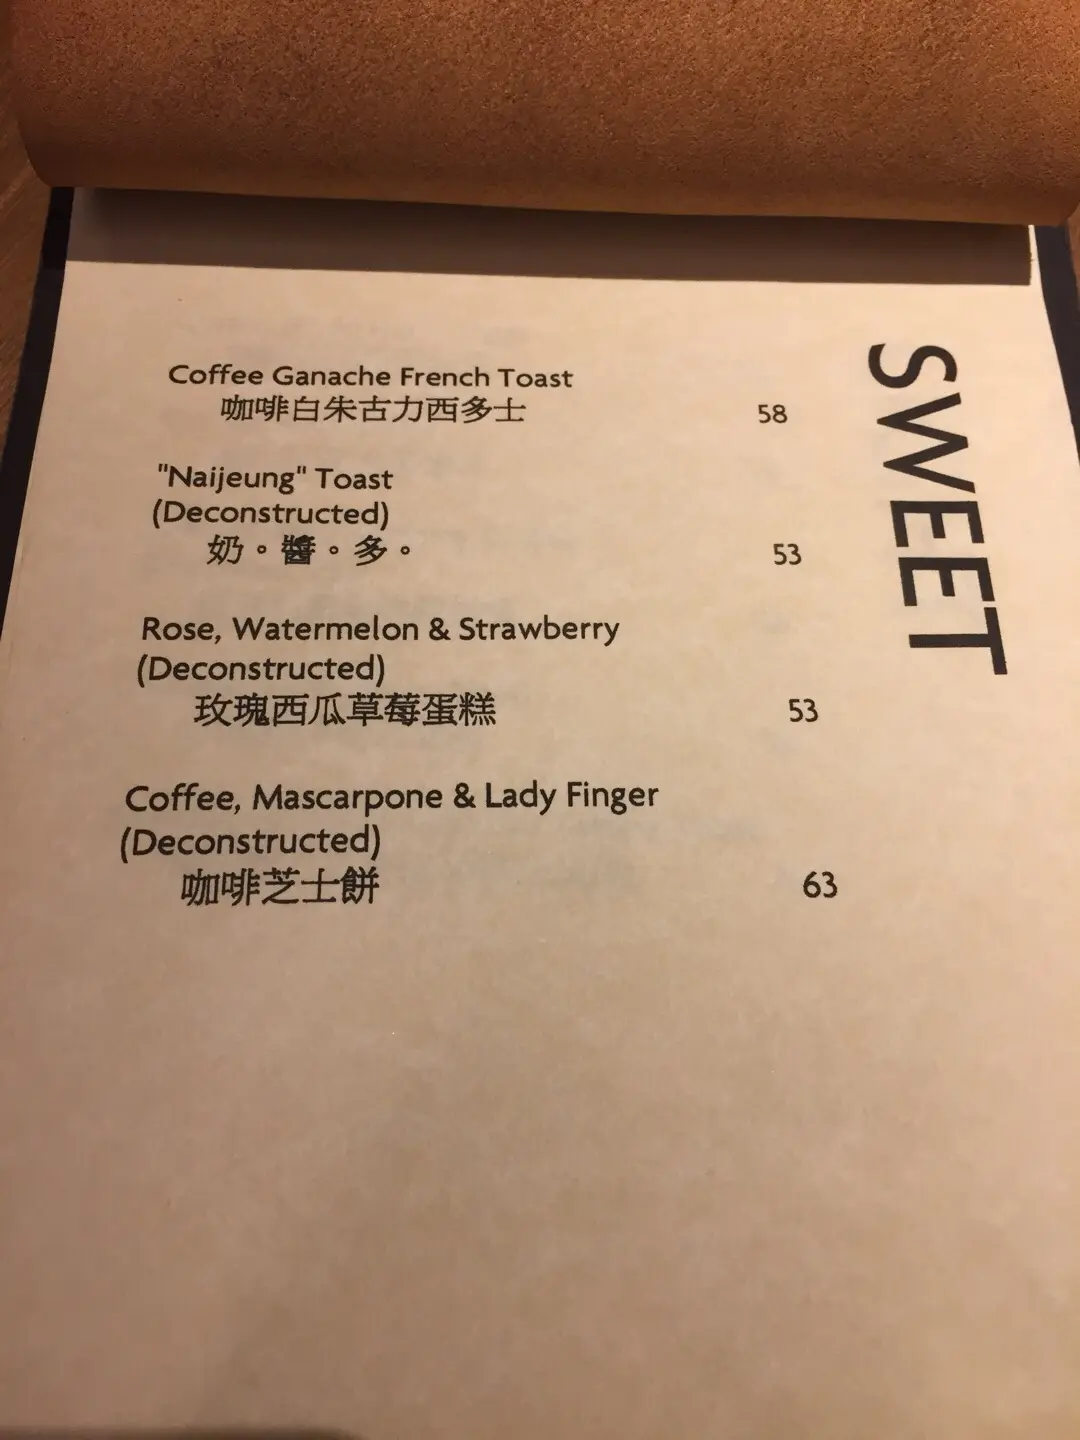 SWEET
Coffee Ganache French Toast
咖啡白朱古力西多士 58
"Naijeung" Toast
(Deconstructed)
奶。醬。多。 53
Rose, Watermelon & Strawberry
(Deconstructed)
玫瑰西瓜草莓蛋糕 53
Coffee, Mascarpone & Lady Finger
(Deconstructed)
咖啡芝士餅 63